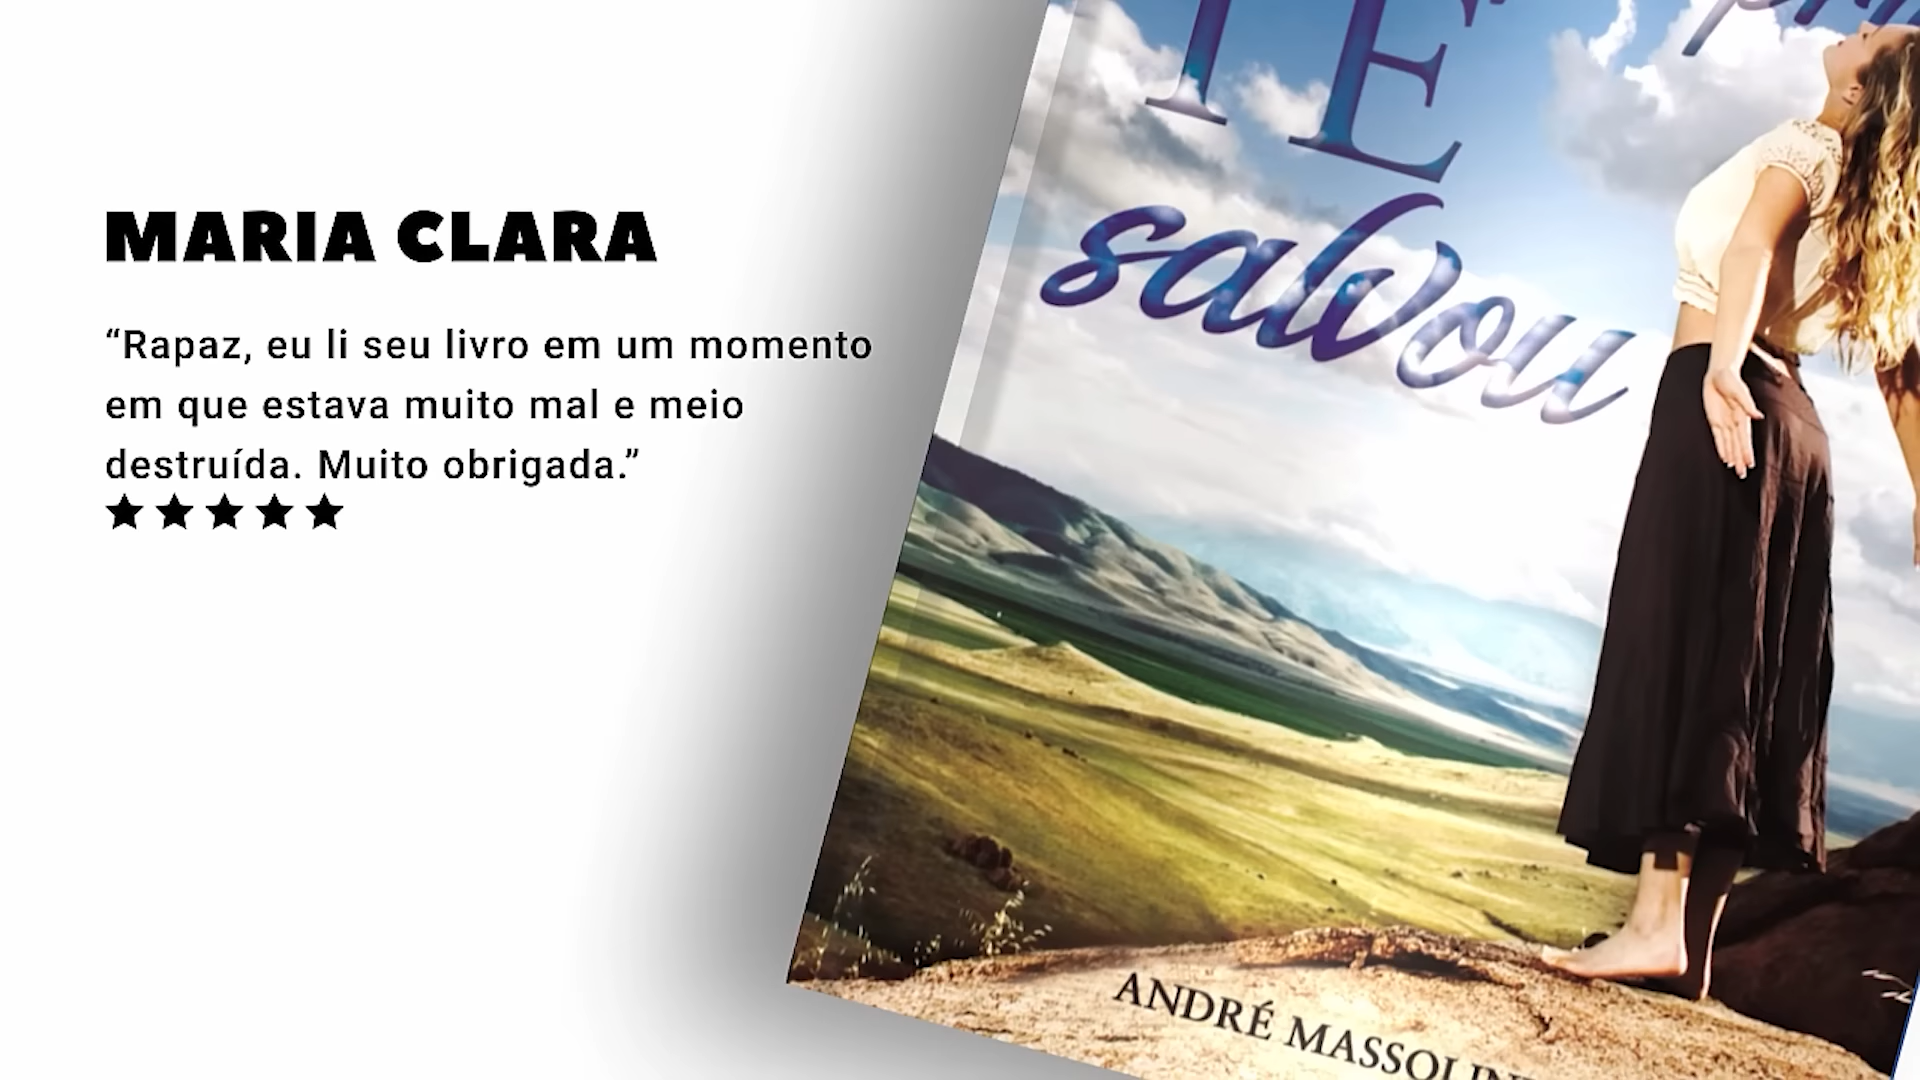 MARIA CLARA
“Rapaz, eu li seu livro em um momento
em que estava muito mal e meio
destruída. Muito obrigada.”
★★★★★
TE
salvou
ANDRÉ